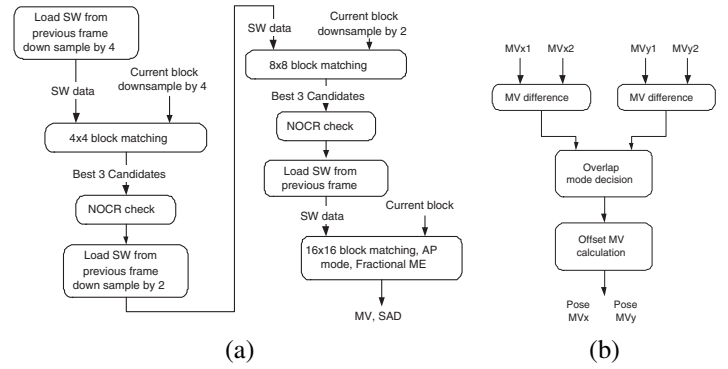 Load SW from
previous frame
down sample by 4
SW data
Current block
downsample by 4
4x4 block matching
Best 3 Candidates
NOCR check
Load SW from
previous frame
down sample by 2
SW data
Current block
downsample by 2
8x8 block matching
Best 3 Candidates
NOCR check
Load SW from
previous frame
SW data
Current block
16x16 block matching, AP
mode, Fractional ME
MV, SAD
(a)
MVx1 MVx2
MVy1 MVy2
MV difference
MV difference
Overlap
mode decision
Offset MV
calculation
Pose
MVx
Pose
MVy
(b)